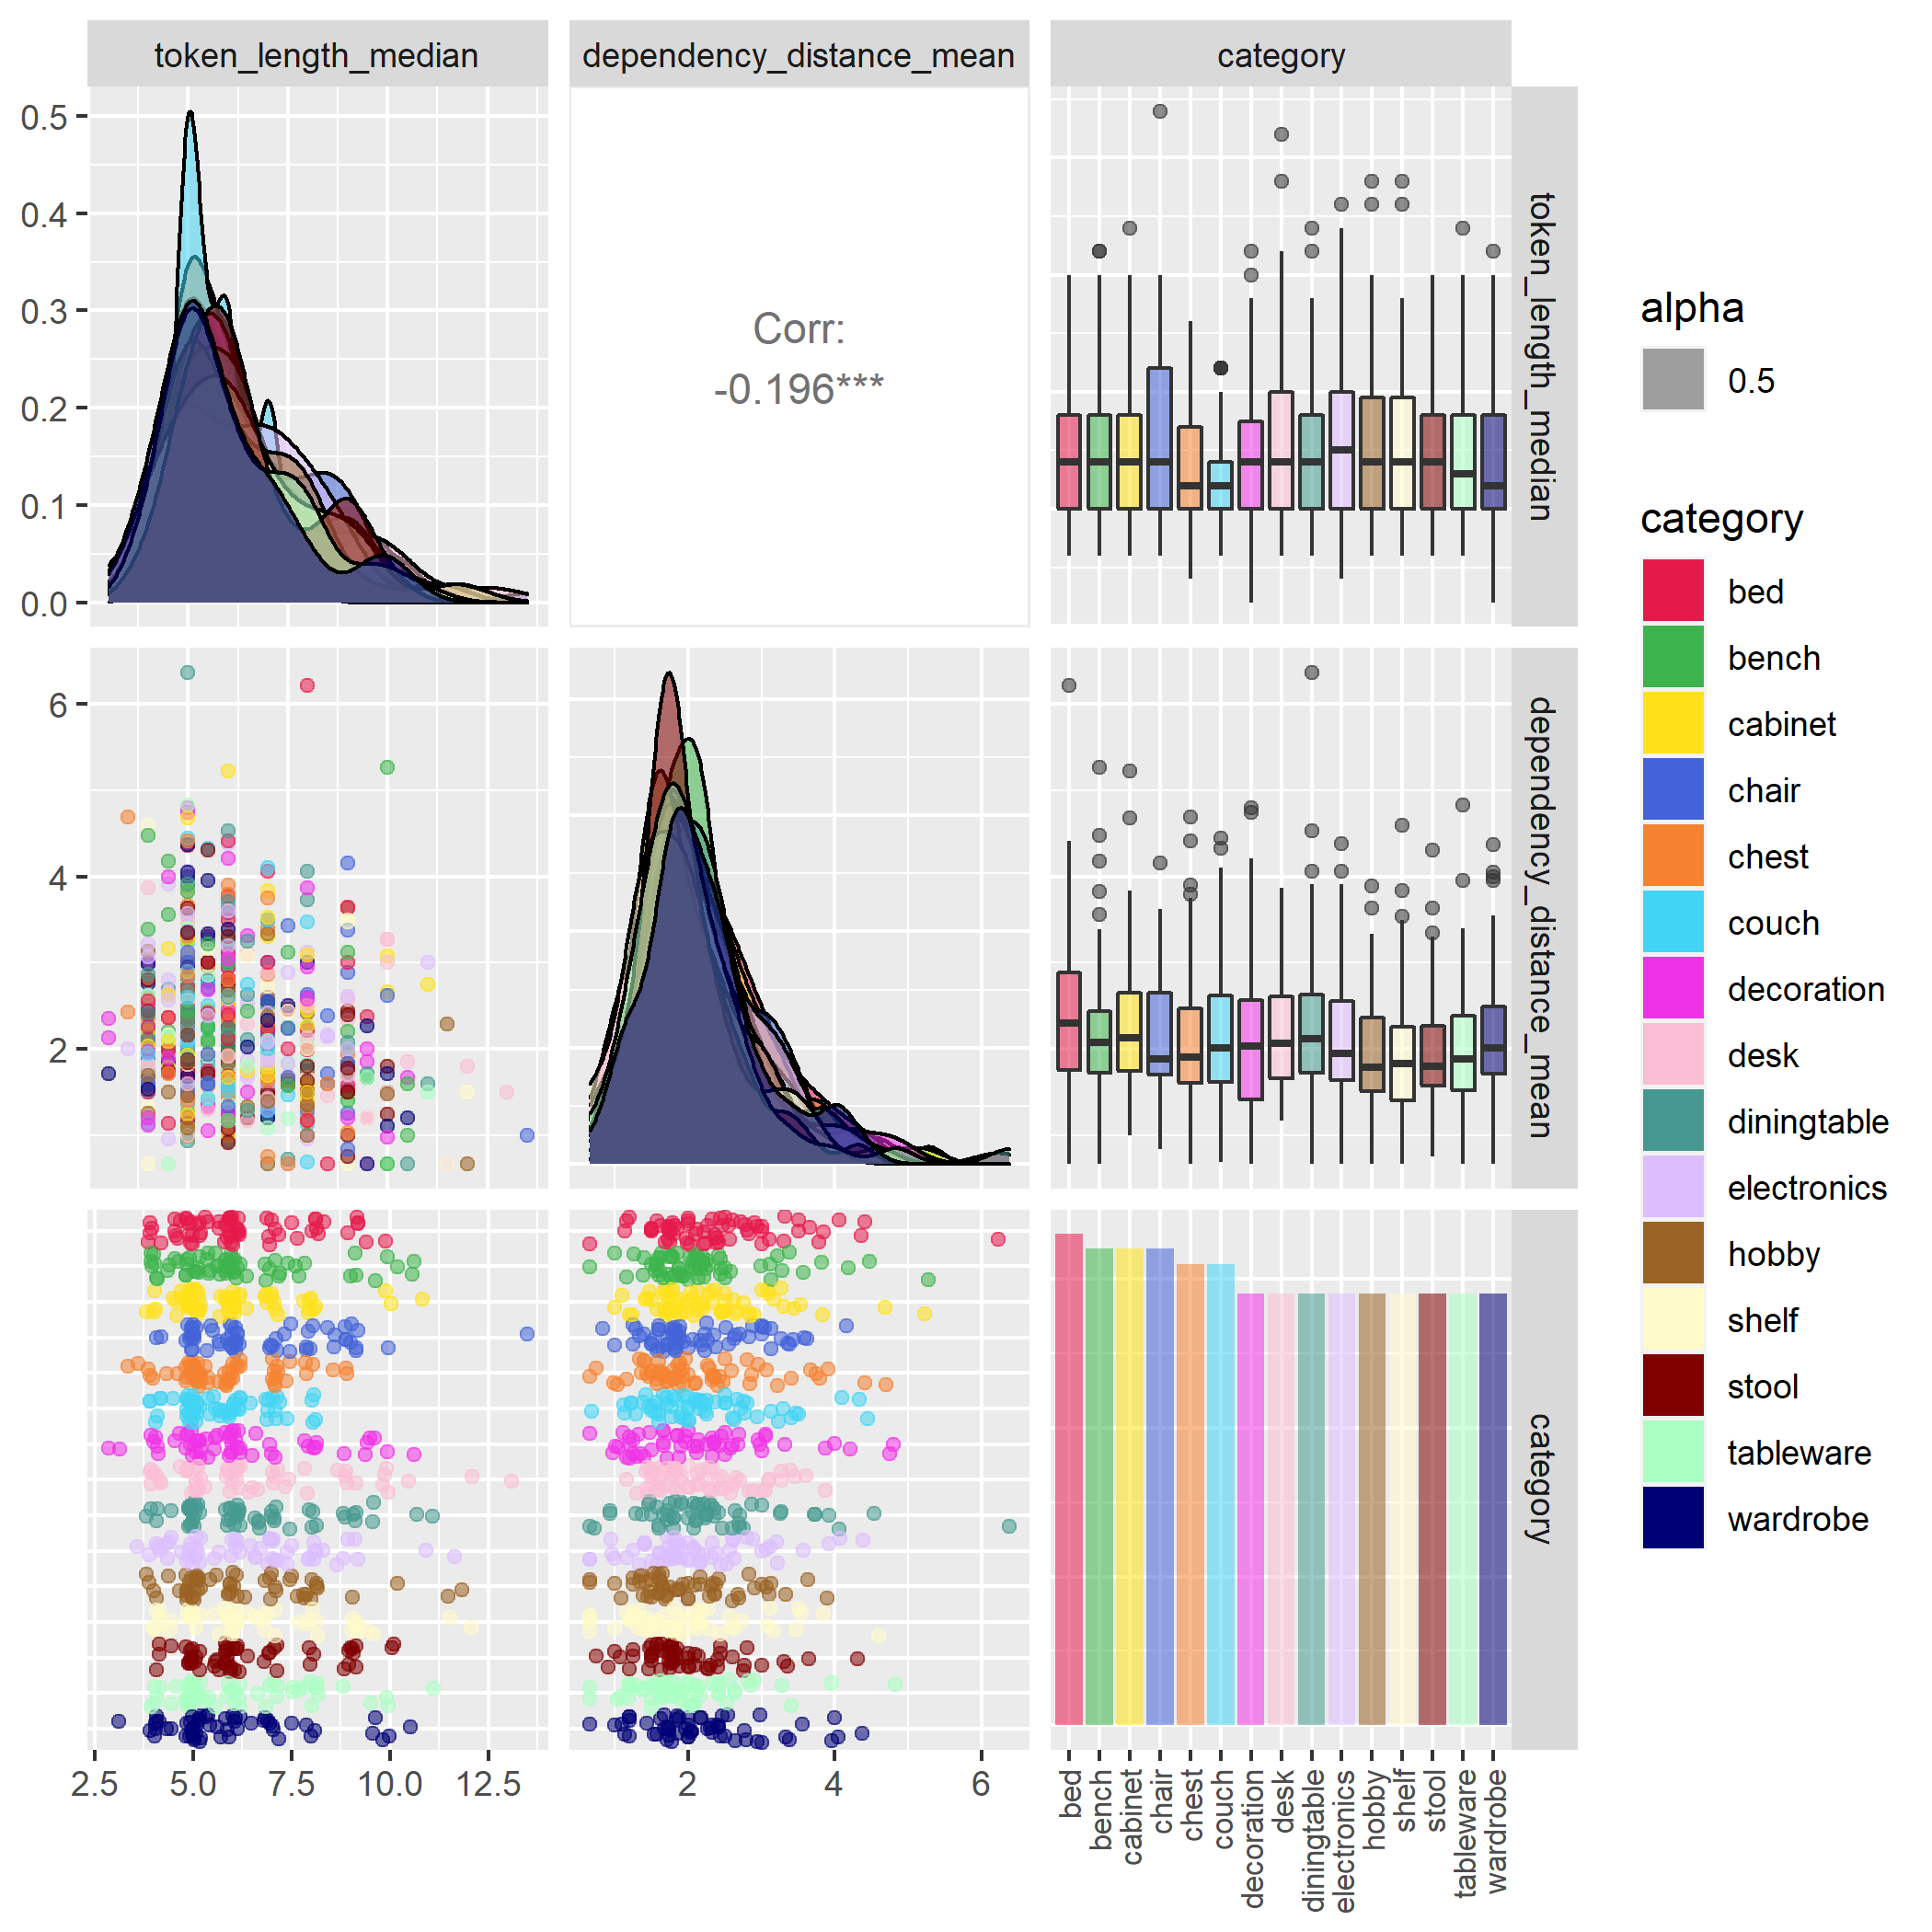 token_length_median
dependency_distance_mean
category
0.5
0.4
0.3
0.2
0.1
0.0
Corr:
-0.196***
token_length_median
6
4
2
dependency_distance_mean
category
2.5
5.0
7.5
10.0
12.5
2
4
6
bed
bench
cabinet
chair
chest
couch
decoration
desk
diningtable
electronics
hobby
shelf
stool
tableware
wardrobe
alpha
0.5
category
bed
bench
cabinet
chair
chest
couch
decoration
desk
diningtable
electronics
hobby
shelf
stool
tableware
wardrobe